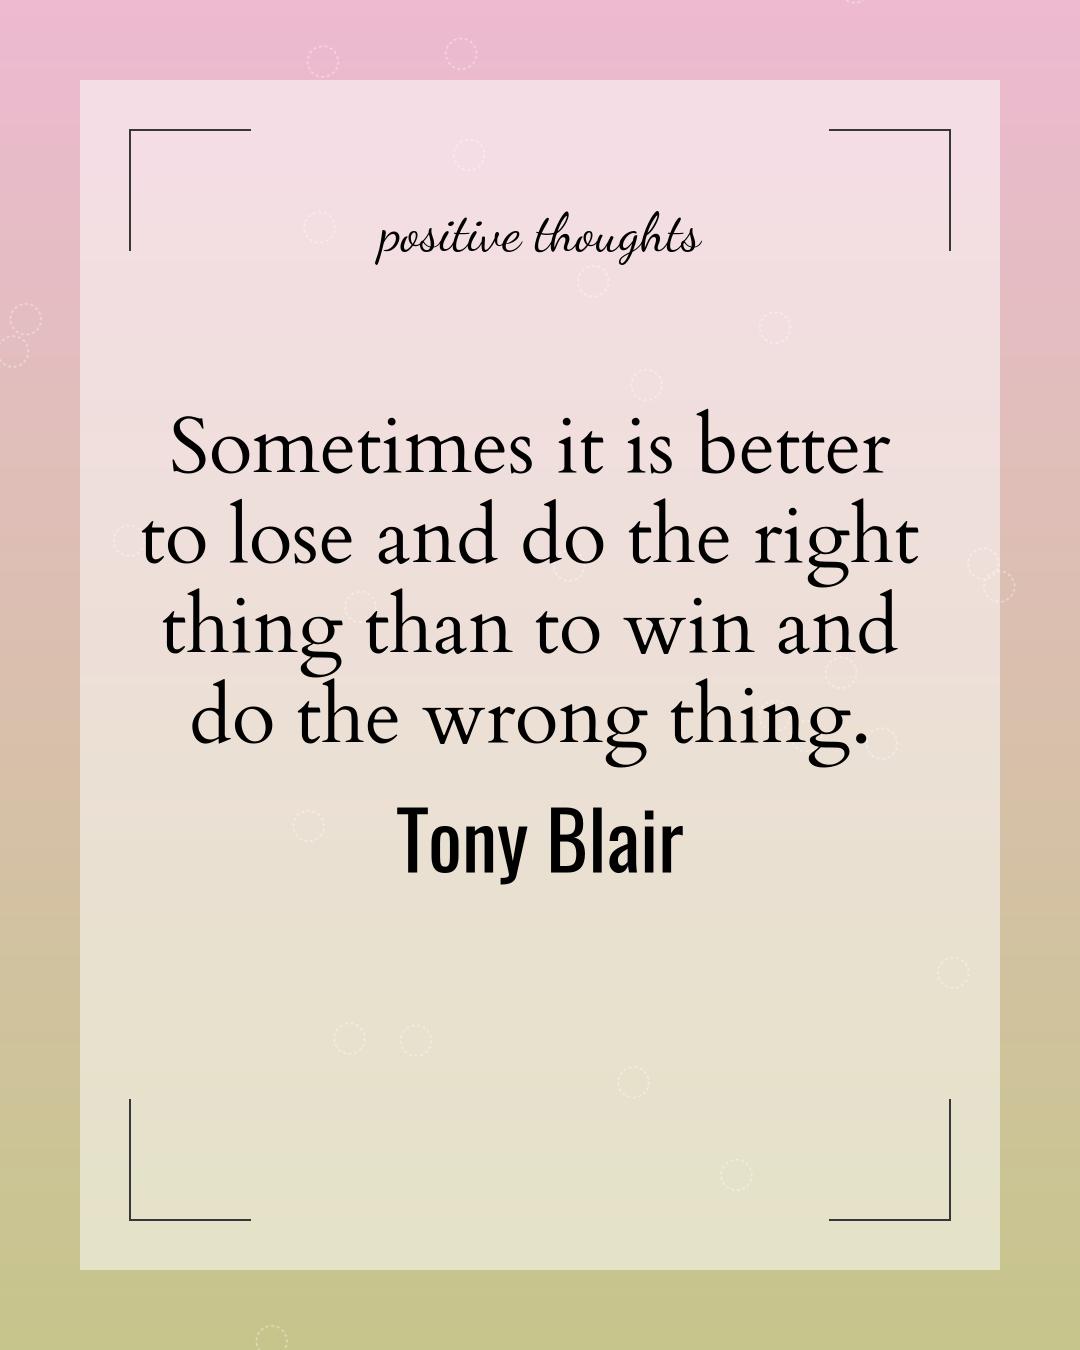 positive thoughts
Sometimes it is better
to lose and do the right
thing than to win and
do the wrong thing.
Tony Blair